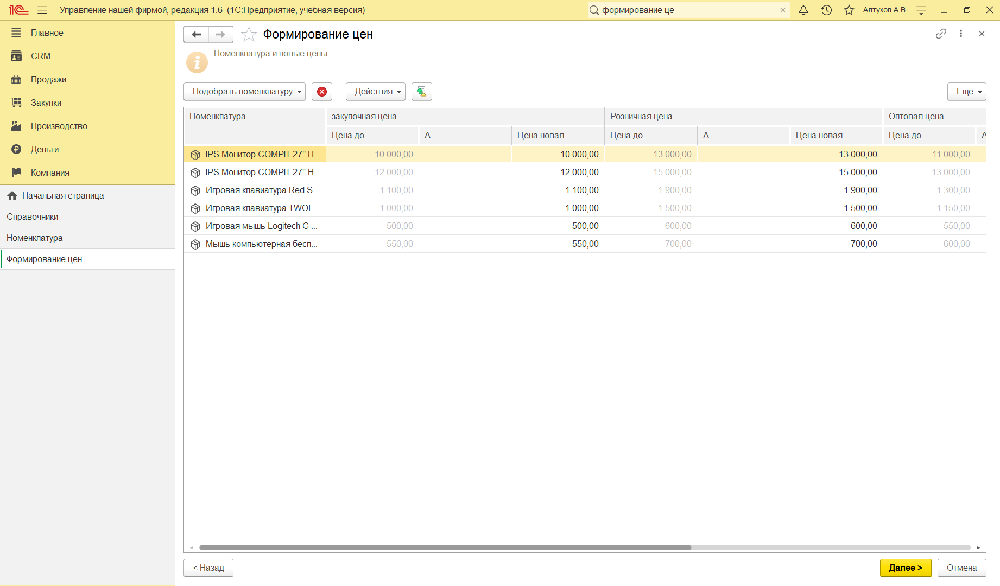 1С Управление нашей фирмой, редакция 1.6 (1С:Предприятие, учебная версия) формирование це Алтухов А.В.
Главное
CRM
Продажи
Закупки
Производство
Деньги
Компания
Начальная страница
Справочники
Номенклатура
Формирование цен
Формирование цен
Номенклатура и новые цены
Подобрать номенклатуру Действия Еще
Номенклатура закупочная цена Розничная цена Оптовая цена
Цена до Δ Цена новая Цена до Δ Цена новая Цена до Δ
IPS Монитор COMPIT 27" H... 10 000,00 10 000,00 13 000,00 13 000,00 11 000,00
IPS Монитор COMPIT 27" H... 12 000,00 12 000,00 15 000,00 15 000,00 13 000,00
Игровая клавиатура Red S... 1 100,00 1 100,00 1 900,00 1 900,00 1 300,00
Игровая клавиатура TWOL... 1 000,00 1 000,00 1 500,00 1 500,00 1 150,00
Игровая мышь Logitech G ... 500,00 500,00 600,00 600,00 550,00
Мышь компьютерная бесп... 550,00 550,00 700,00 700,00 600,00
< Назад Далее > Отмена